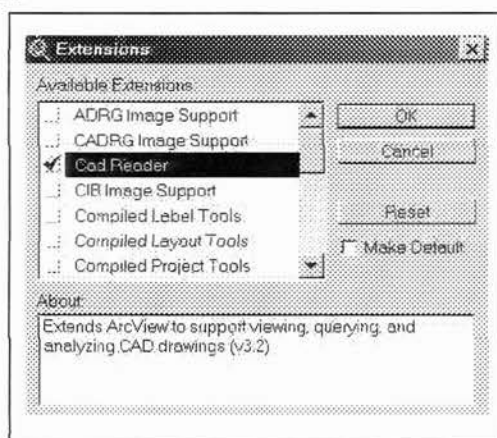 Extensions
Available Extensions:
ADRG Image Support
CADRG Image Support
Cad Reader
CIB Image Support
Compiled Label Tools
Compiled Layout Tools
Compiled Project Tools
OK
Cancel
Reset
Make Default
About:
Extends ArcView to support viewing, querying, and
analyzing CAD drawings (v3.2)